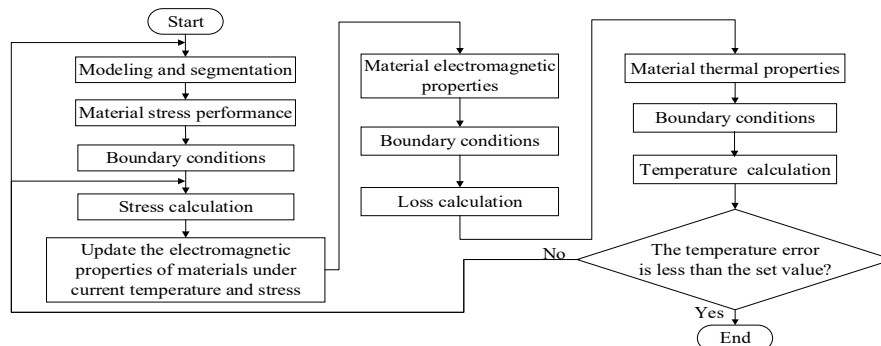 Start
Modeling and segmentation
Material stress performance
Boundary conditions
Stress calculation
Update the electromagnetic
properties of materials under
current temperature and stress
Material electromagnetic
properties
Boundary conditions
Loss calculation
Material thermal properties
Boundary conditions
Temperature calculation
The temperature error
is less than the set value?
No
Yes
End